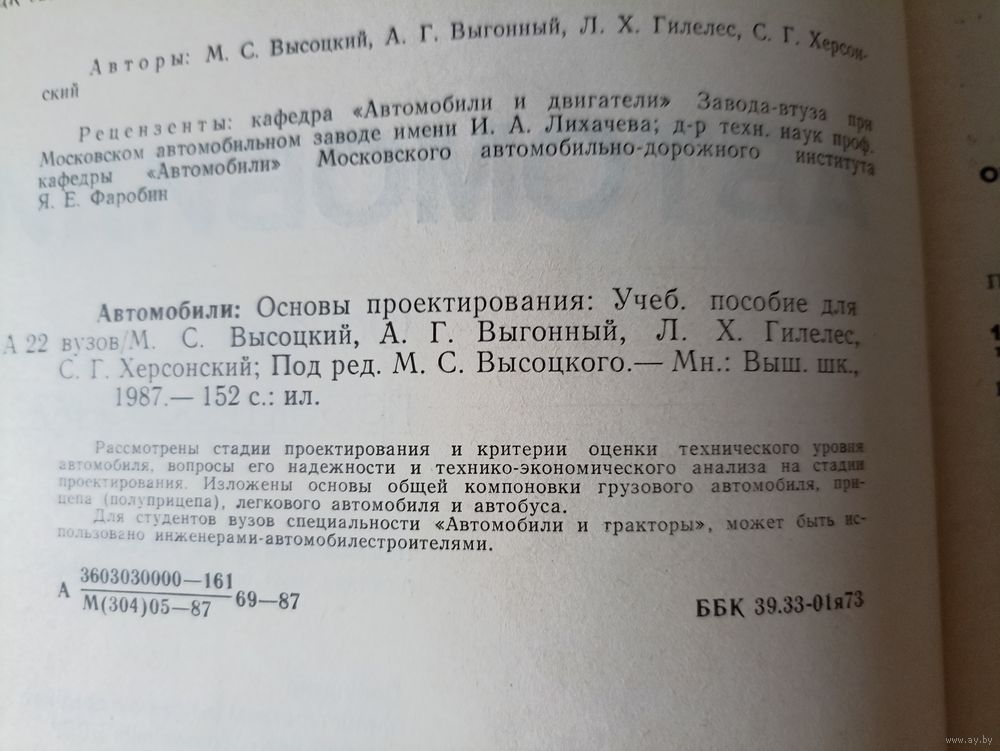 Авторы: М. С. Высоцкий, А. Г. Выгонный, Л. Х. Гилелес, С. Г. Херсон-
ский
Рецензенты: кафедра «Автомобили и двигатели» Завода-втуза при
Московском автомобильном заводе имени И. А. Лихачева; д-р техн. наук проф.
кафедры «Автомобили» Московского автомобильно-дорожного института
Я. Е. Фаробин
Автомобили: Основы проектирования: Учеб. пособие для
А 22 вузов/М. С. Высоцкий, А. Г. Выгонный, Л. Х. Гилелес,
С. Г. Херсонский; Под ред. М. С. Высоцкого.— Мн.: Выш. шк.,
1987.— 152 с.: ил.
Рассмотрены стадии проектирования и критерии оценки технического уровня
автомобиля, вопросы его надежности и технико-экономического анализа на стадии
проектирования. Изложены основы общей компоновки грузового автомобиля, при-
цепа (полуприцепа), легкового автомобиля и автобуса.
Для студентов вузов специальности «Автомобили и тракторы», может быть ис-
пользовано инженерами-автомобилестроителями.
А 3603030000—161
М(304)05—87 69—87
ББК 39.33-01я73
www.ay.by